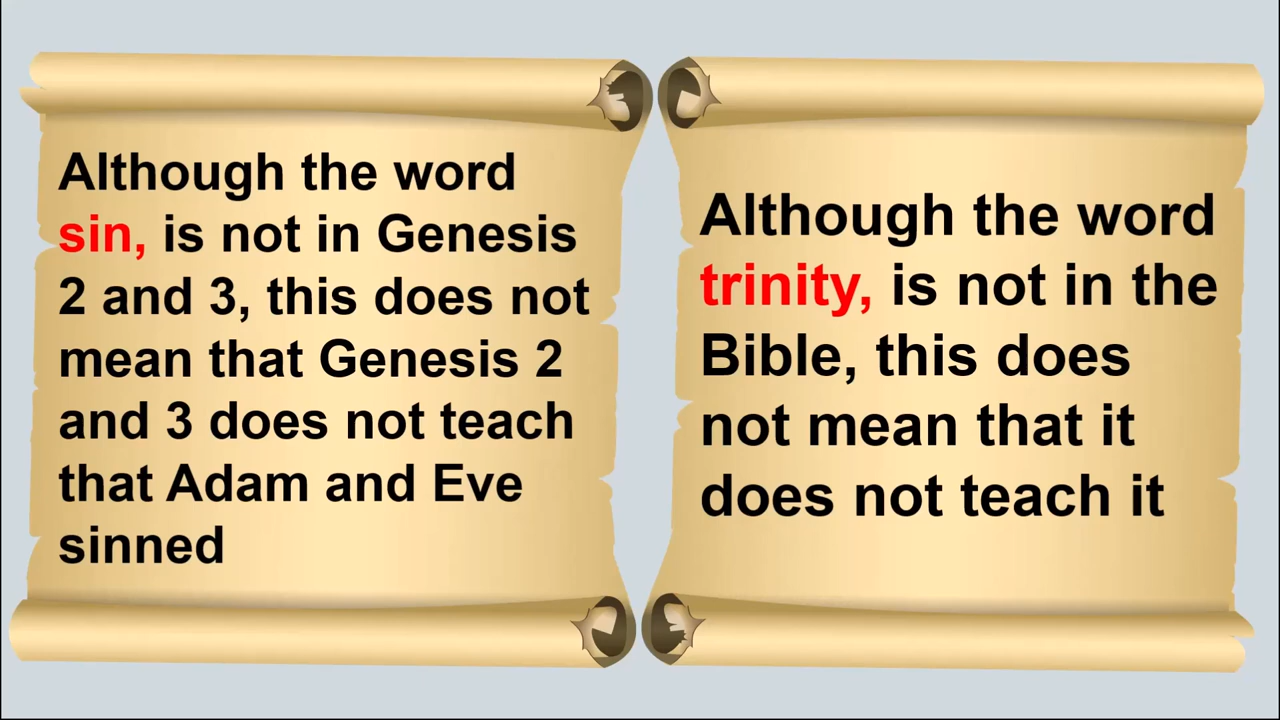 Although the word
sin, is not in Genesis
2 and 3, this does not
mean that Genesis 2
and 3 does not teach
that Adam and Eve
sinned
Although the word
trinity, is not in the
Bible, this does
not mean that it
does not teach it